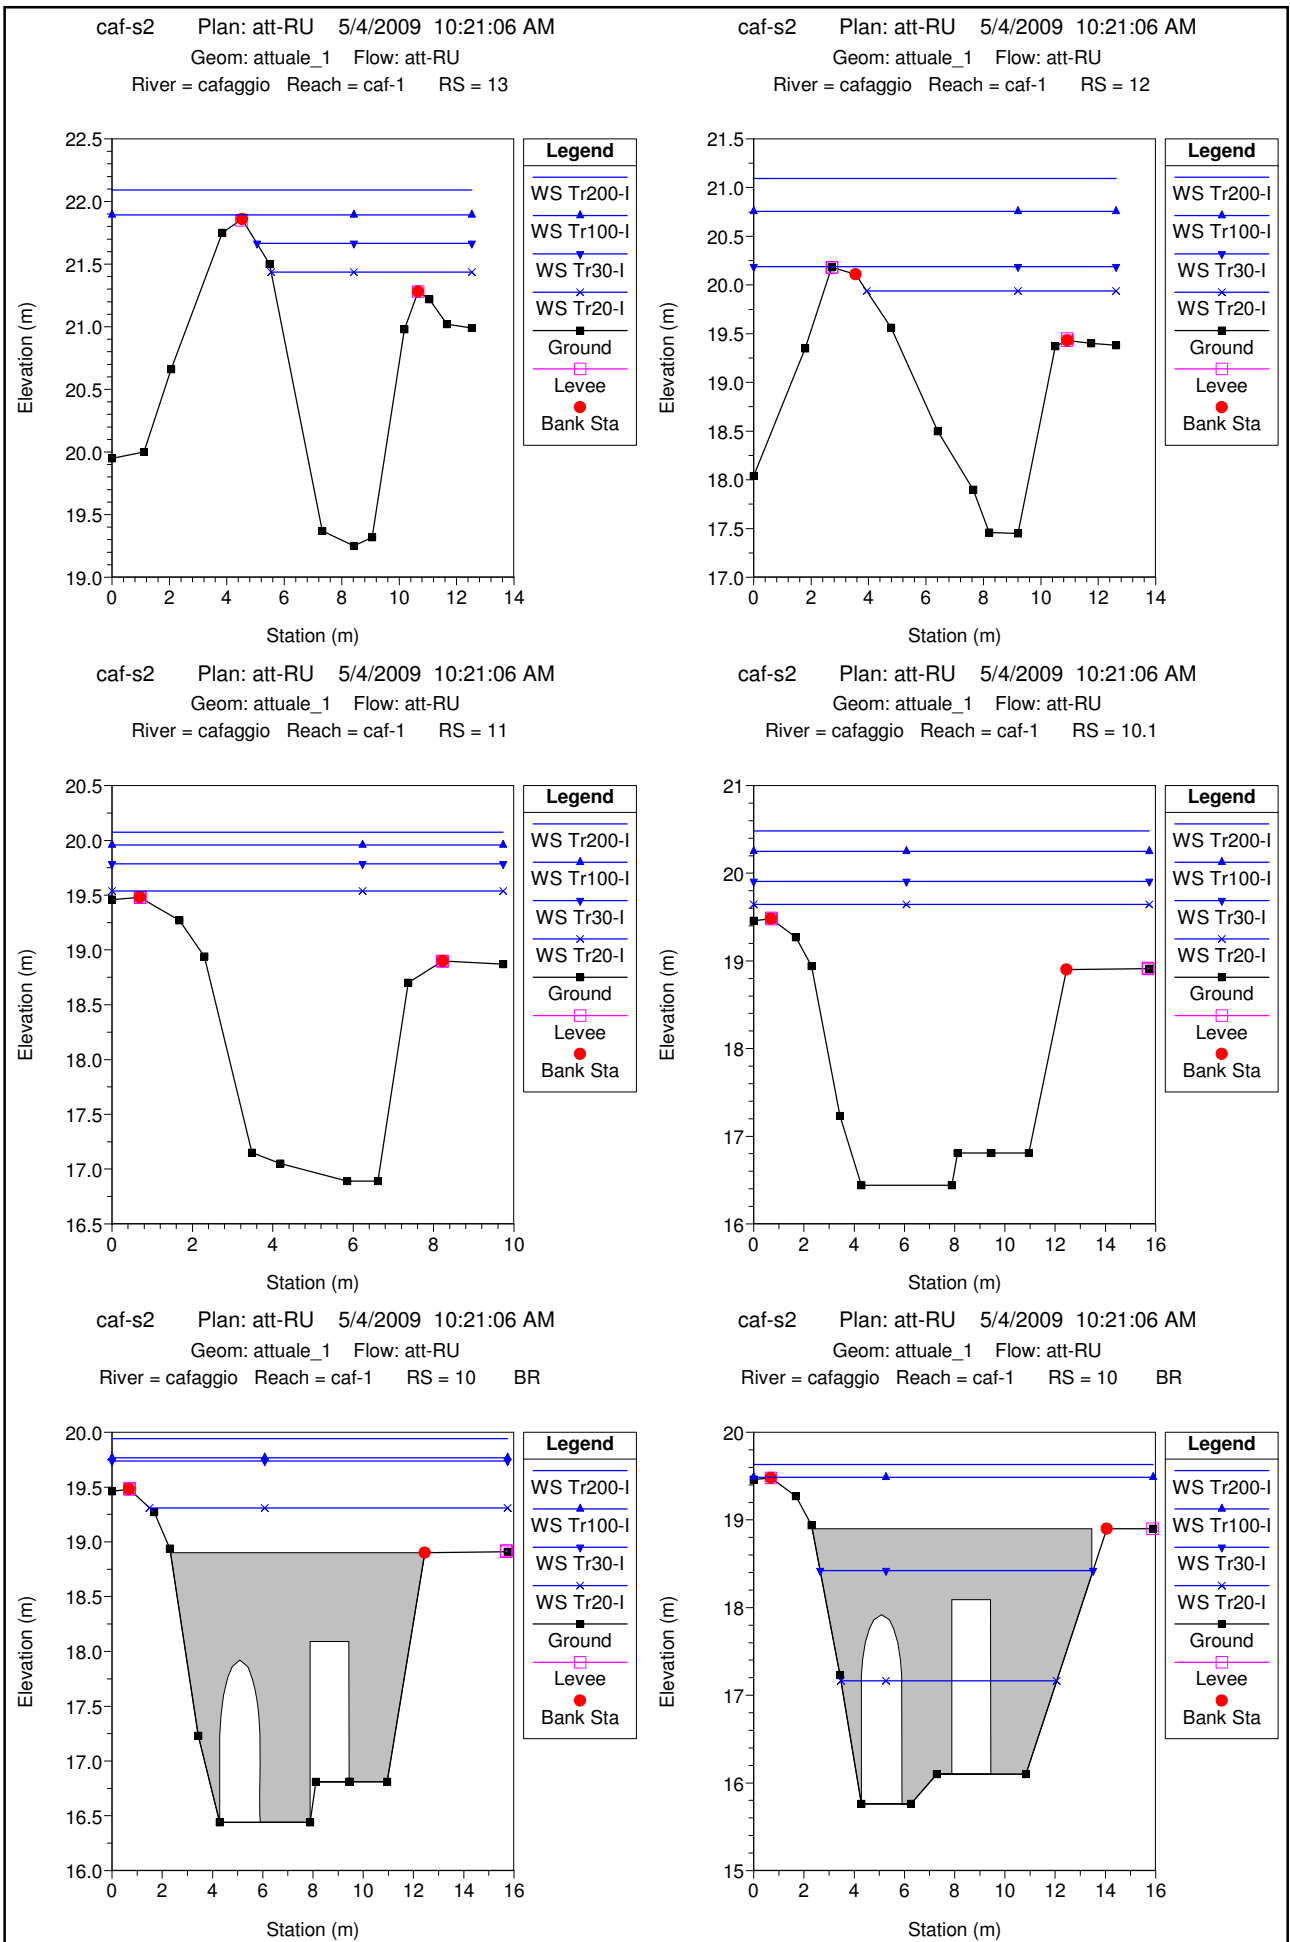 caf-s2 Plan: att-RU 5/4/2009 10:21:06 AM
Geom: attuale_1 Flow: att-RU
River = cafaggio Reach = caf-1 RS = 13
22.5
22.0
21.5
21.0
20.5
20.0
19.5
19.0
Elevation (m)
0 2 4 6 8 10 12 14
Station (m)
Legend
WS Tr200-I
WS Tr100-I
WS Tr30-I
WS Tr20-I
Ground
Levee
Bank Sta
caf-s2 Plan: att-RU 5/4/2009 10:21:06 AM
Geom: attuale_1 Flow: att-RU
River = cafaggio Reach = caf-1 RS = 12
21.5
21.0
20.5
20.0
19.5
19.0
18.5
18.0
17.5
17.0
Elevation (m)
0 2 4 6 8 10 12 14
Station (m)
Legend
WS Tr200-I
WS Tr100-I
WS Tr30-I
WS Tr20-I
Ground
Levee
Bank Sta
caf-s2 Plan: att-RU 5/4/2009 10:21:06 AM
Geom: attuale_1 Flow: att-RU
River = cafaggio Reach = caf-1 RS = 11
20.5
20.0
19.5
19.0
18.5
18.0
17.5
17.0
16.5
Elevation (m)
0 2 4 6 8 10
Station (m)
Legend
WS Tr200-I
WS Tr100-I
WS Tr30-I
WS Tr20-I
Ground
Levee
Bank Sta
caf-s2 Plan: att-RU 5/4/2009 10:21:06 AM
Geom: attuale_1 Flow: att-RU
River = cafaggio Reach = caf-1 RS = 10.1
21
20
19
18
17
16
Elevation (m)
0 2 4 6 8 10 12 14 16
Station (m)
Legend
WS Tr200-I
WS Tr100-I
WS Tr30-I
WS Tr20-I
Ground
Levee
Bank Sta
caf-s2 Plan: att-RU 5/4/2009 10:21:06 AM
Geom: attuale_1 Flow: att-RU
River = cafaggio Reach = caf-1 RS = 10 BR
20.0
19.5
19.0
18.5
18.0
17.5
17.0
16.5
16.0
Elevation (m)
0 2 4 6 8 10 12 14 16
Station (m)
Legend
WS Tr200-I
WS Tr100-I
WS Tr30-I
WS Tr20-I
Ground
Levee
Bank Sta
caf-s2 Plan: att-RU 5/4/2009 10:21:06 AM
Geom: attuale_1 Flow: att-RU
River = cafaggio Reach = caf-1 RS = 10 BR
20
19
18
17
16
15
Elevation (m)
0 2 4 6 8 10 12 14 16
Station (m)
Legend
WS Tr200-I
WS Tr100-I
WS Tr30-I
WS Tr20-I
Ground
Levee
Bank Sta